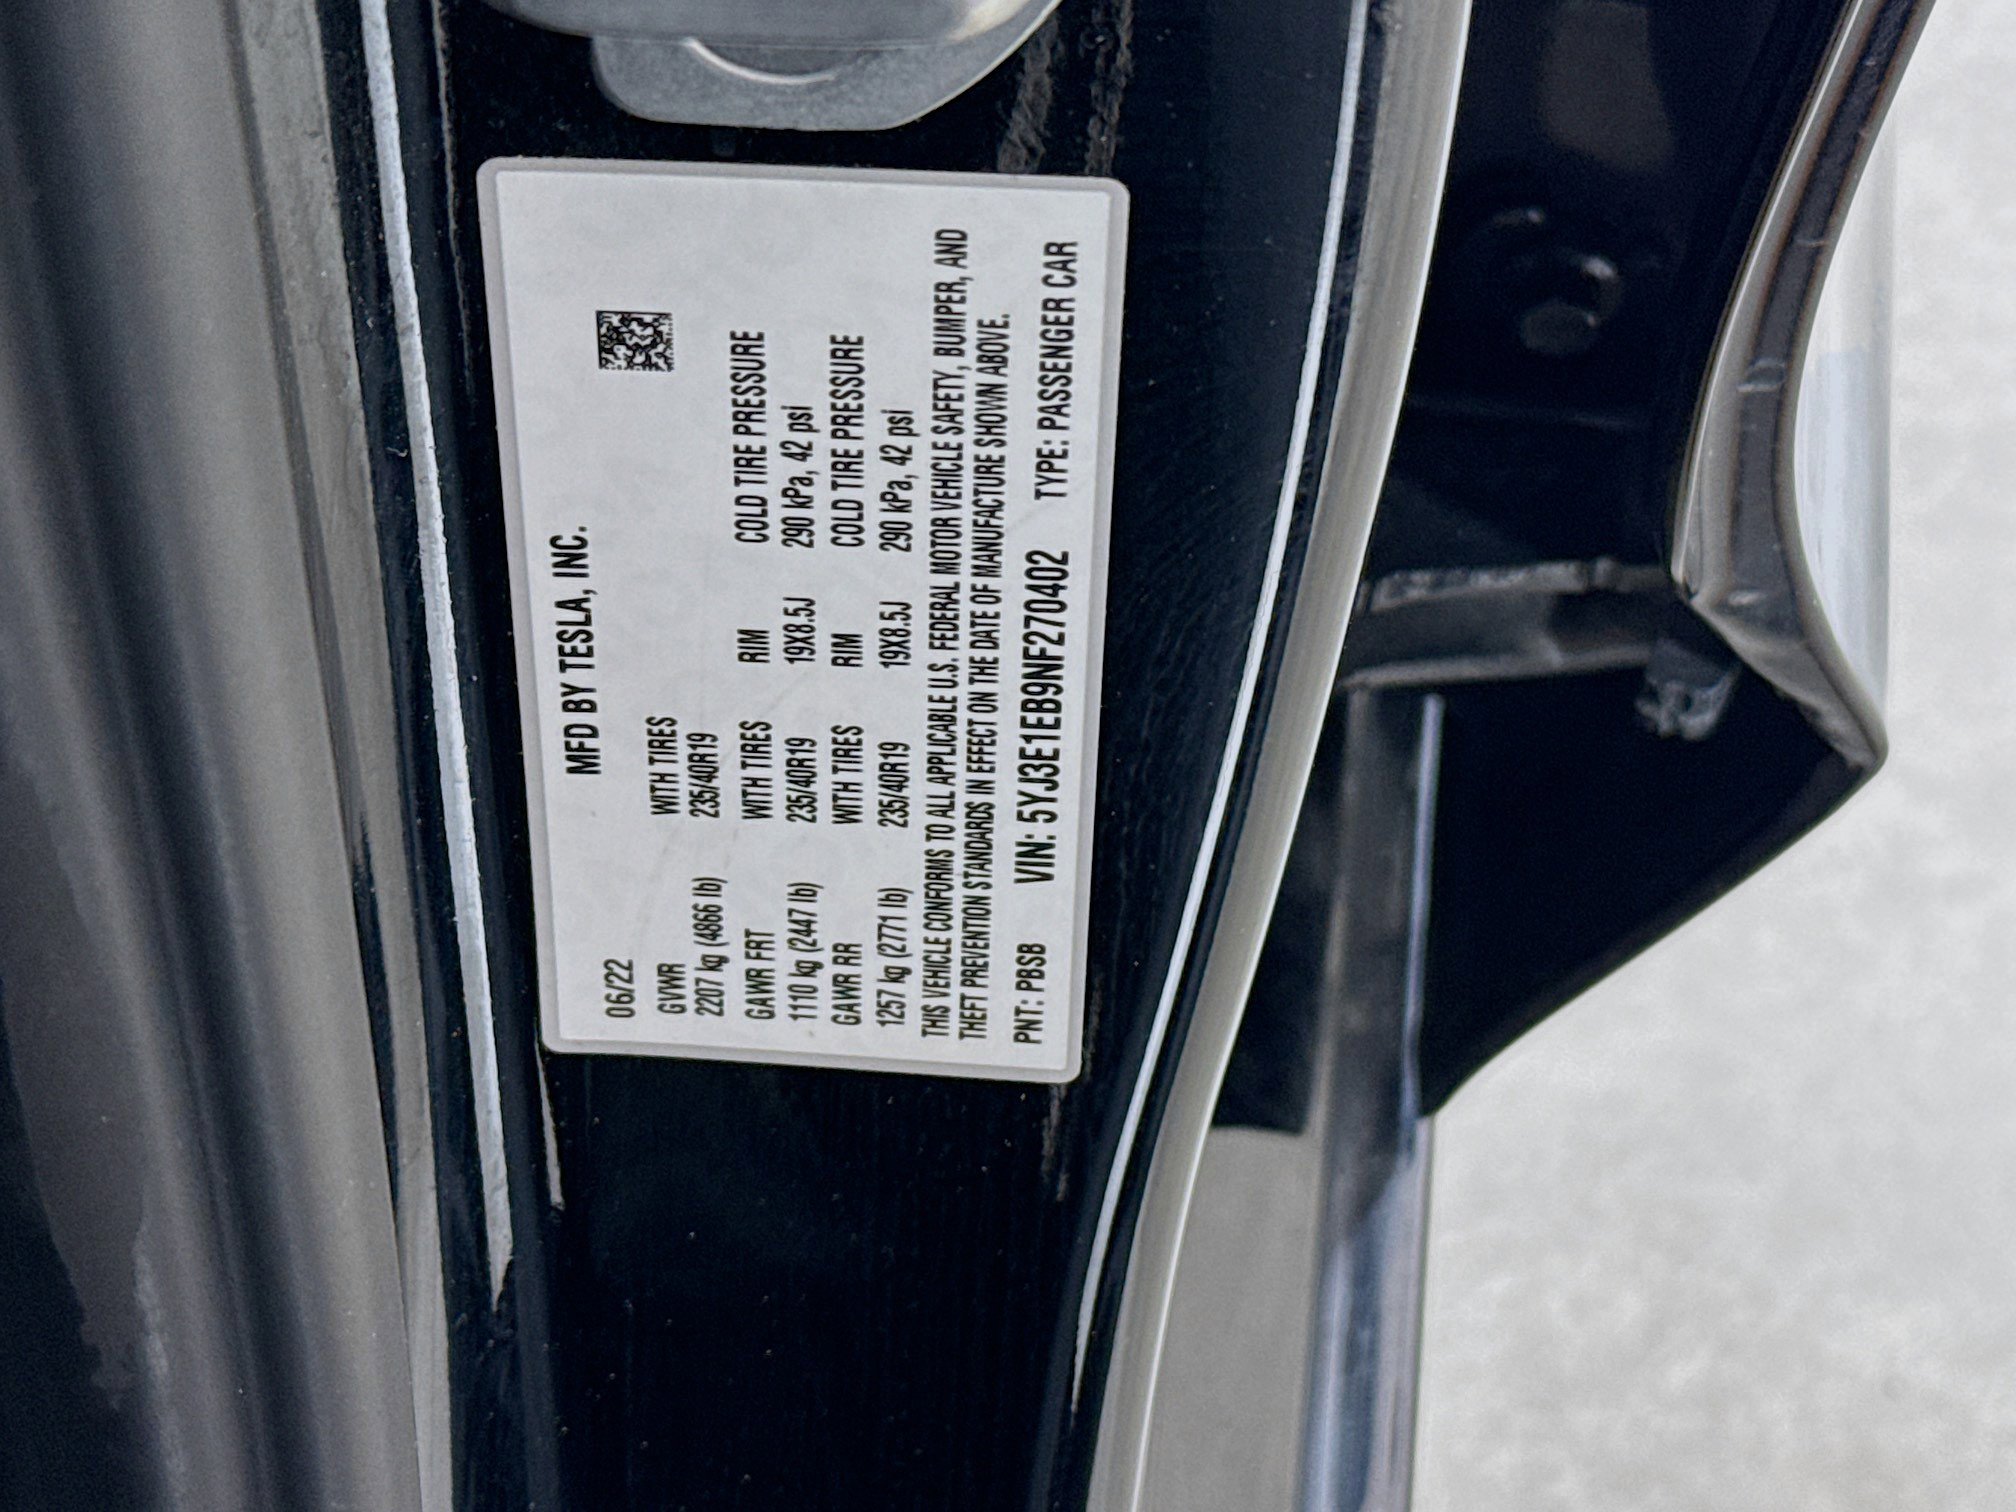 MFD BY TESLA, INC.
06/22
GVWR WITH TIRES
2207 kg (4866 lb) 235/40R19
GAWR FRT WITH TIRES RIM COLD TIRE PRESSURE
1110 kg (2447 lb) 235/40R19 19X8.5J 290 kPa, 42 psi
GAWR RR WITH TIRES RIM COLD TIRE PRESSURE
1257 kg (2771 lb) 235/40R19 19X8.5J 290 kPa, 42 psi
THIS VEHICLE CONFORMS TO ALL APPLICABLE U.S. FEDERAL MOTOR VEHICLE SAFETY, BUMPER, AND
THEFT PREVENTION STANDARDS IN EFFECT ON THE DATE OF MANUFACTURE SHOWN ABOVE.
PNT: PBSB VIN: 5YJ3E1EB9NF270402 TYPE: PASSENGER CAR